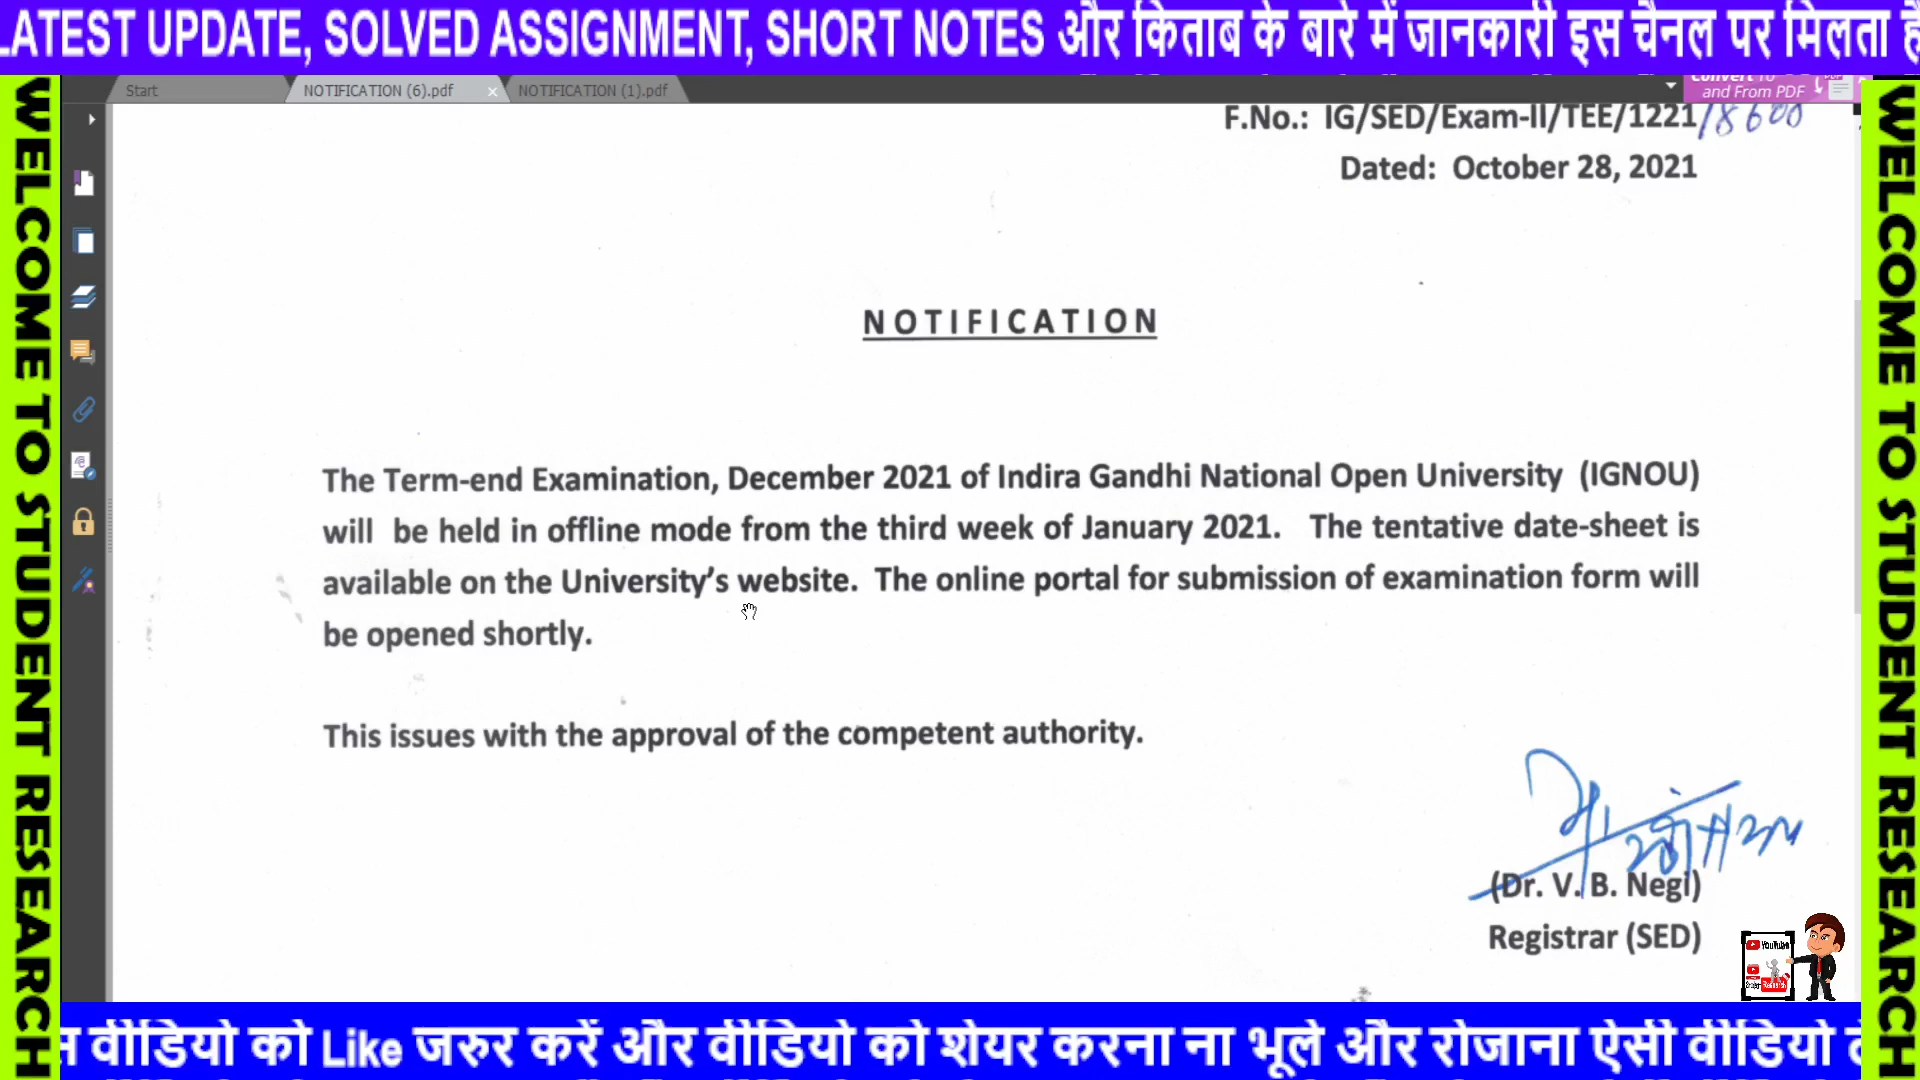 LATEST UPDATE, SOLVED ASSIGNMENT, SHORT NOTES और किताब के बारे में जानकारी इस चैनल पर मिलता है
Start
NOTIFICATION (6).pdf
NOTIFICATION (1).pdf
Convert to
and From PDF
WELCOME TO STUDENT RESEARCH
F.No.: IG/SED/Exam-II/TEE/1221/18600
Dated: October 28, 2021
NOTIFICATION
The Term-end Examination, December 2021 of Indira Gandhi National Open University (IGNOU)
will be held in offline mode from the third week of January 2021. The tentative date-sheet is
available on the University's website. The online portal for submission of examination form will
be opened shortly.
This issues with the approval of the competent authority.
(Dr. V. B. Negi)
Registrar (SED)
YouTube
WELCOME TO STUDENT RESEARCH
वीडियो को Like जरुर करें और वीडियो को शेयर करना ना भूले और रोजाना ऐसी वीडियो